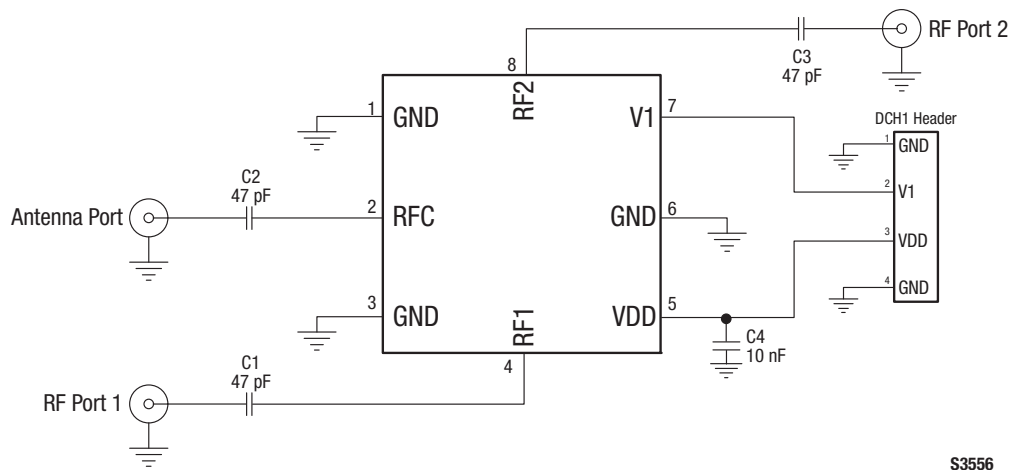 RF Port 2
C3
47 pF
8
RF2
1
GND
7
V1
DCH1 Header
1
GND
C2
47 pF
2
V1
Antenna Port
2
RFC
6
GND
3
VDD
3
GND
5
VDD
4
GND
RF1
4
C4
10 nF
C1
47 pF
RF Port 1
S3556